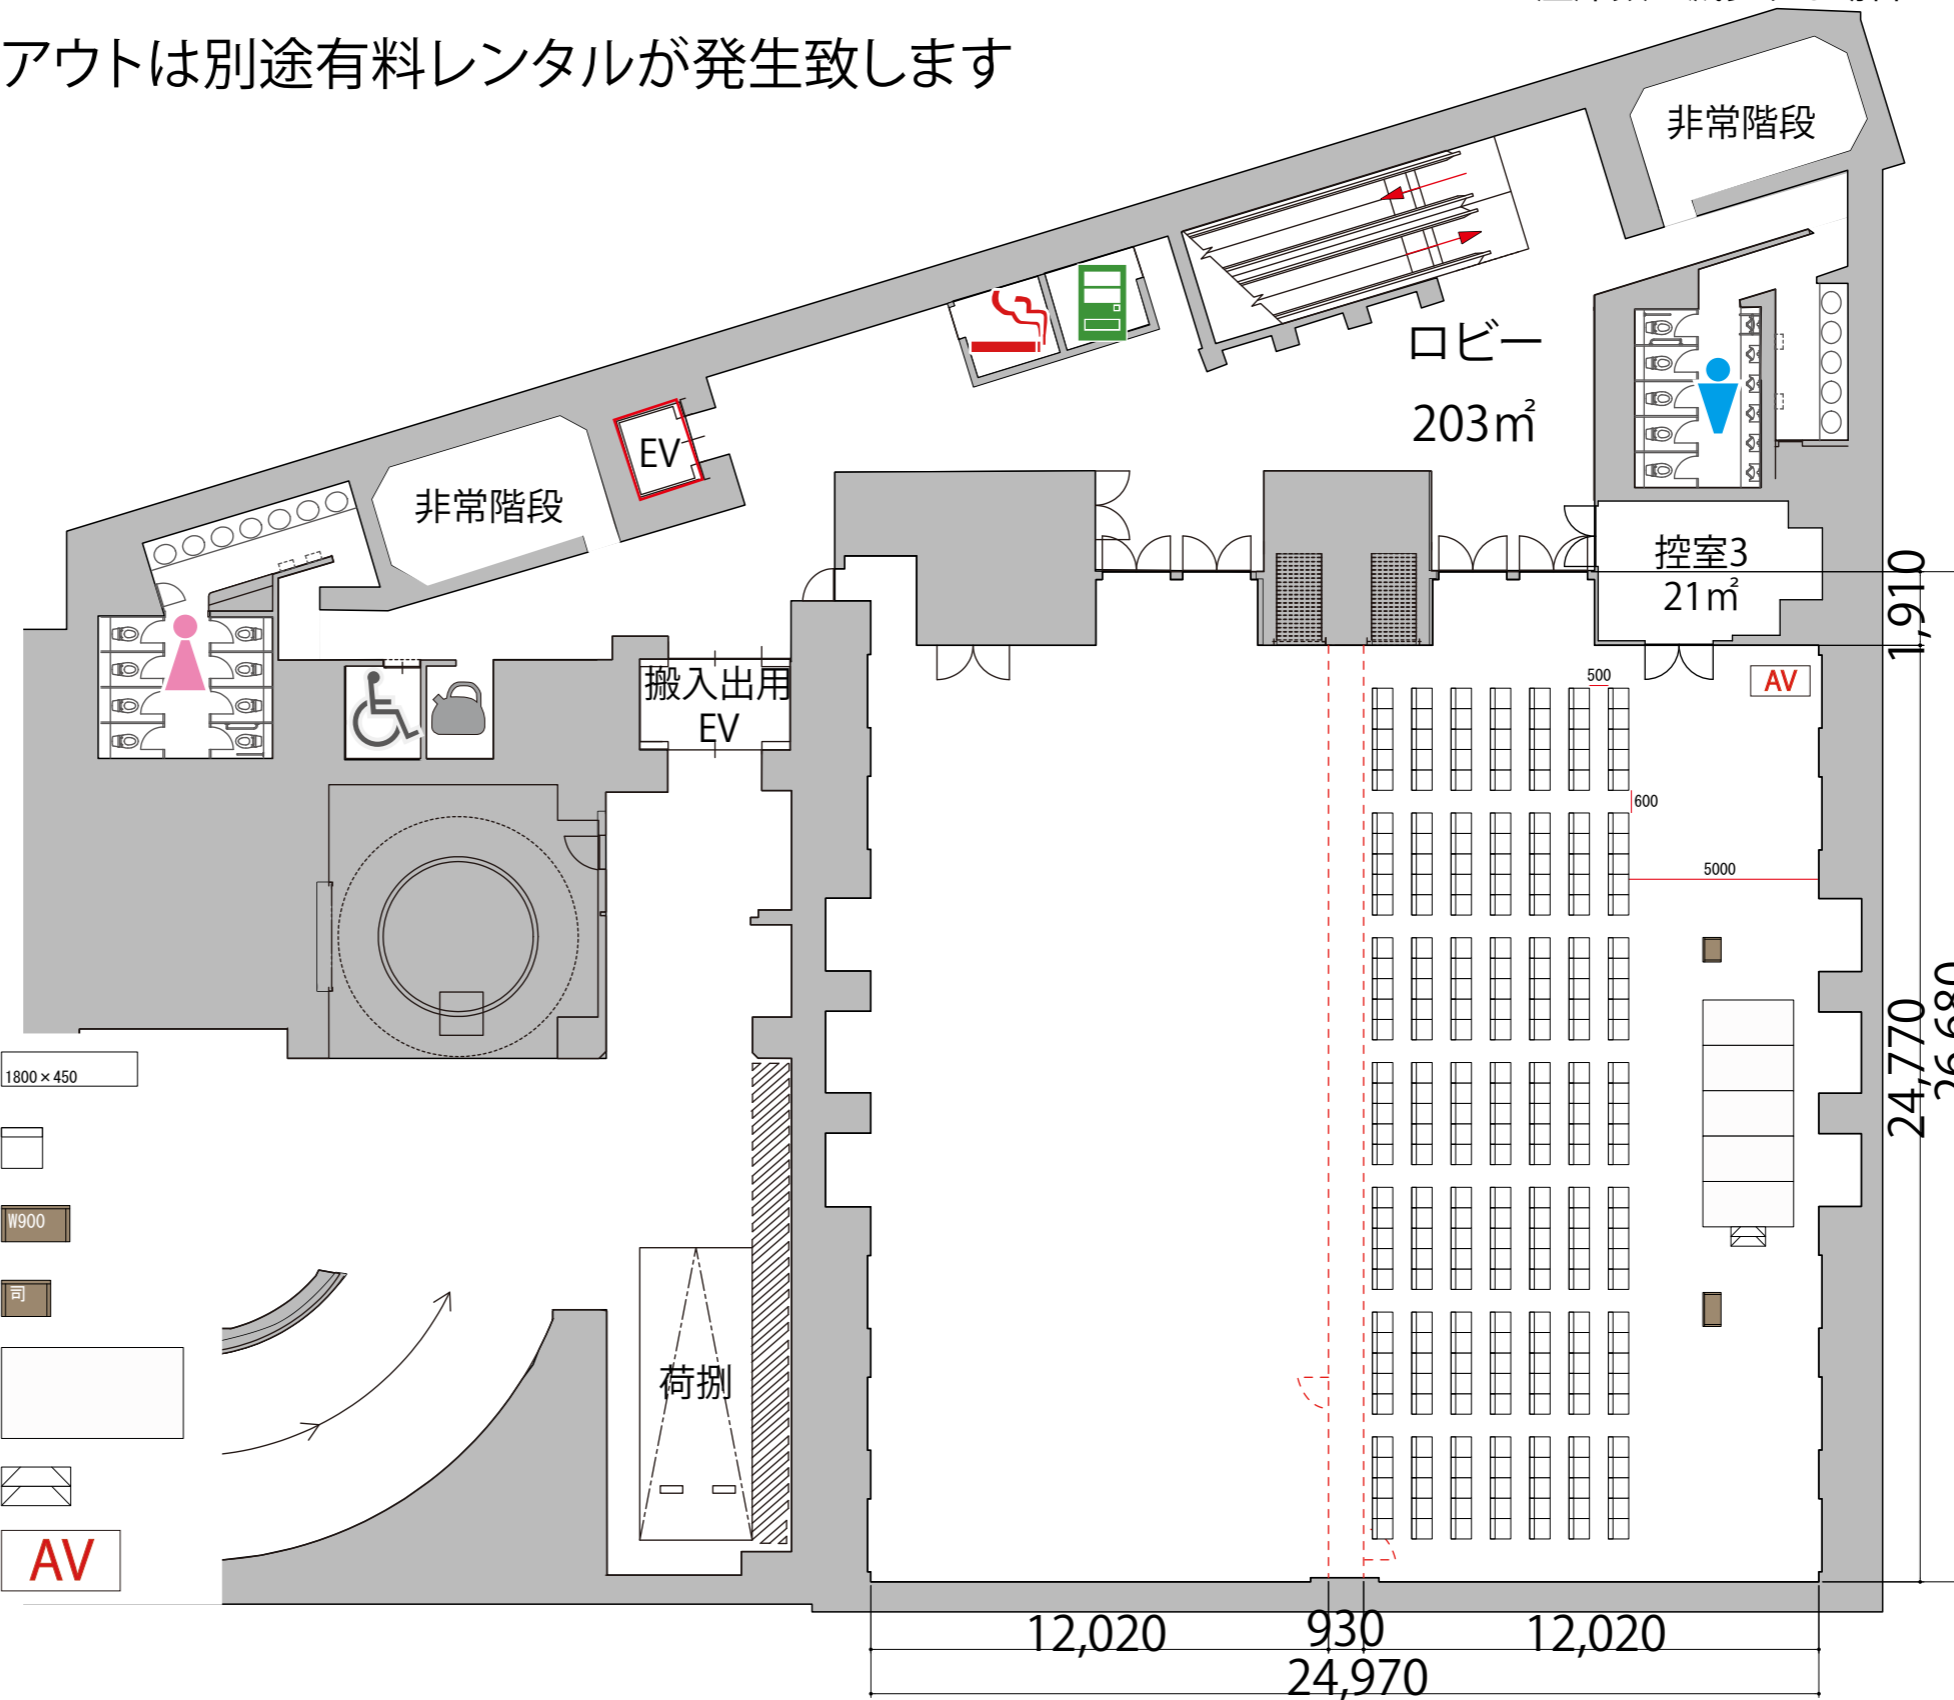 アウトは別途有料レンタルが発生致します
非常階段
ロビー
203㎡
EV
非常階段
控室3
21㎡
1,910
搬入出用
EV
500
AV
600
5000
24,770
26,680
1800×450
W900
司
荷捌
AV
12,020
930
12,020
24,970